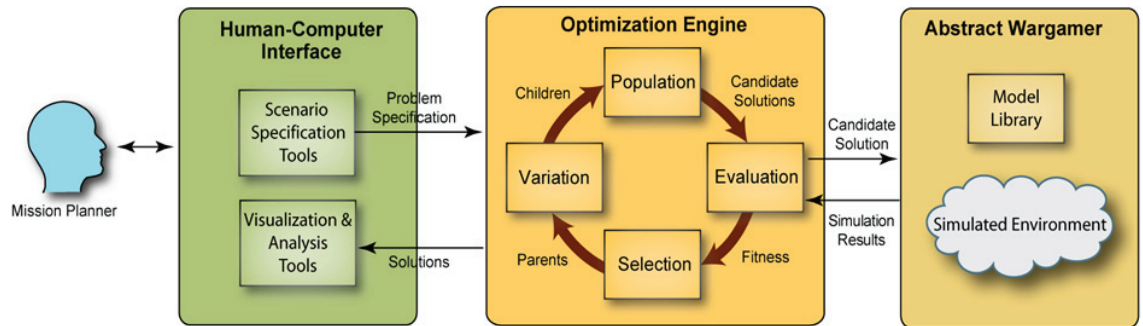 Human-Computer
Interface
Optimization Engine
Abstract Wargamer
Mission Planner
Scenario
Specification
Tools
Visualization &
Analysis
Tools
Problem
Specification
Solutions
Population
Children
Candidate
Solutions
Variation
Evaluation
Parents
Selection
Fitness
Candidate
Solution
Simulation
Results
Model
Library
Simulated Environment